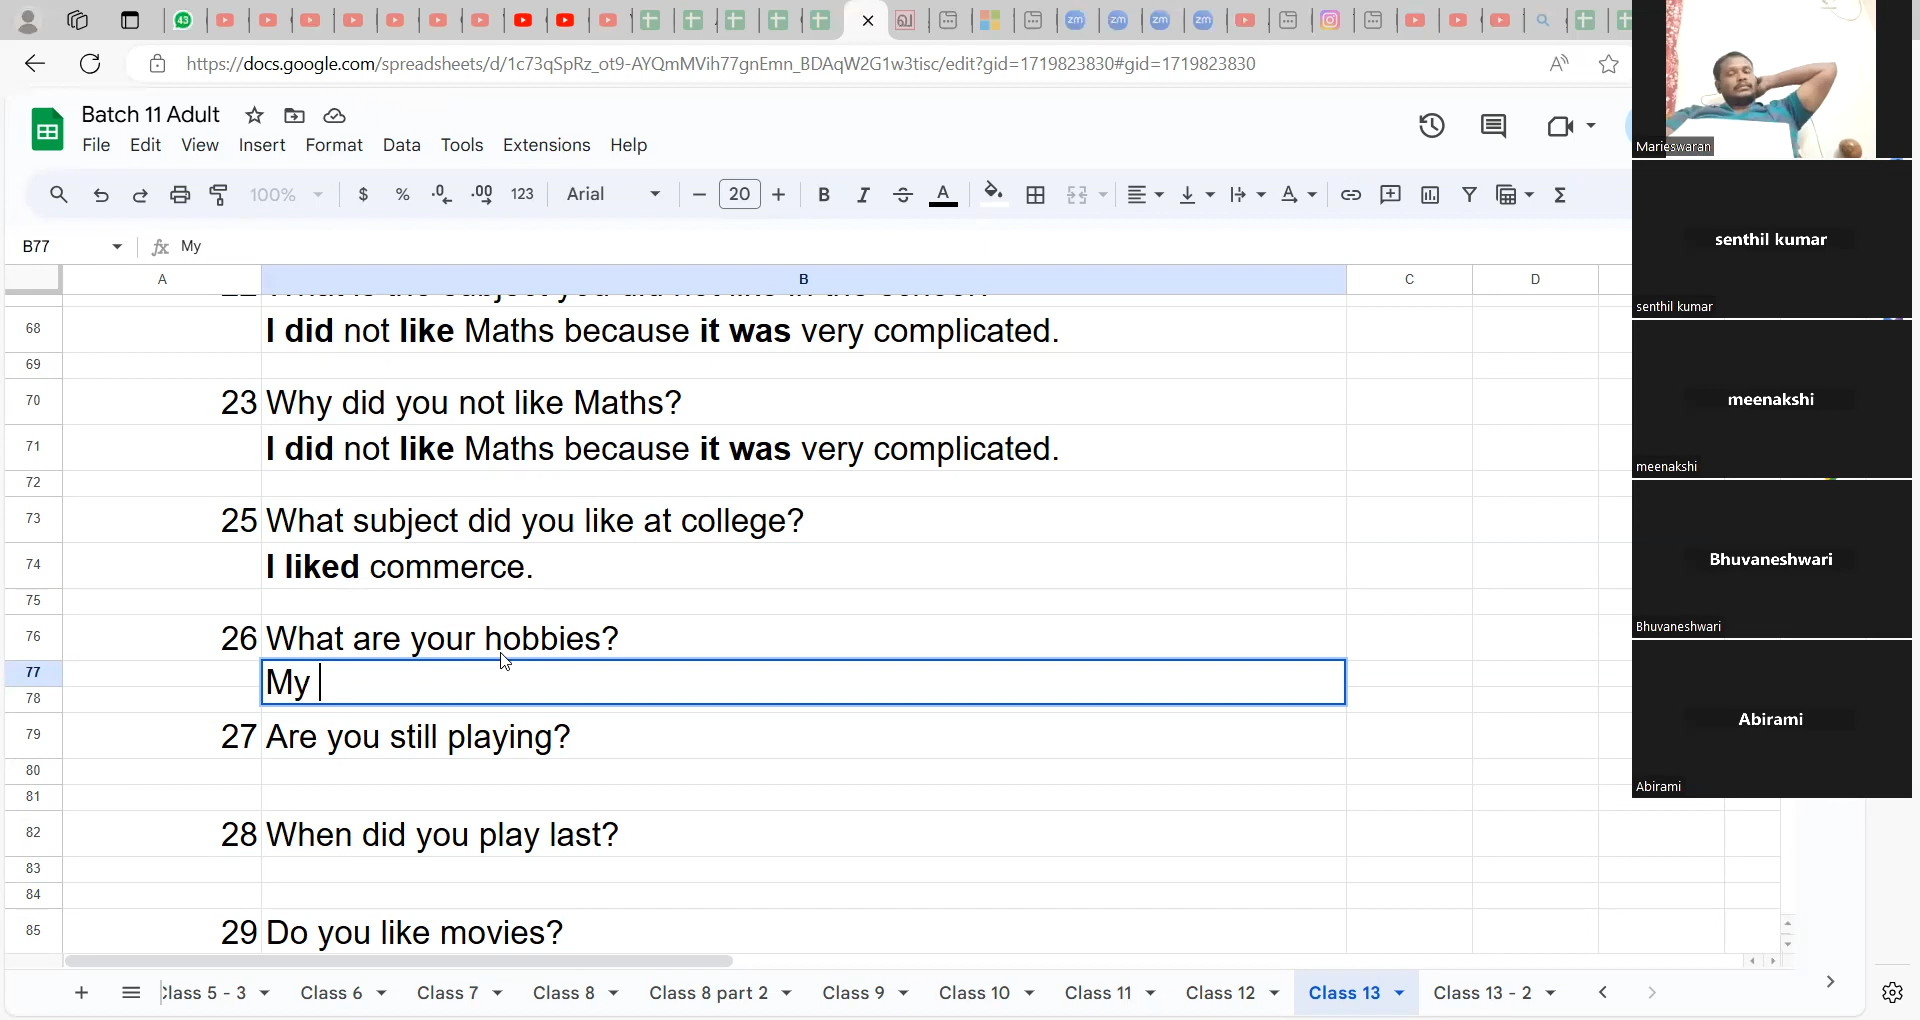 43
zm
zm
zm
zm
https://docs.google.com/spreadsheets/d/1c73qSpRz_ot9-AYQmMVih77gnEmn_BDAqW2G1w3tisc/edit?gid=1719823830#gid=1719823830
Batch 11 Adult
File Edit View Insert Format Data Tools Extensions Help
100% $ % .0 .00 123 Arial 20 B I A
B77 fx My
A B C D
68 I did not like Maths because it was very complicated.
69
70 23 Why did you not like Maths?
71 I did not like Maths because it was very complicated.
72
73 25 What subject did you like at college?
74 I liked commerce.
75
76 26 What are your hobbies?
77 My
78
79 27 Are you still playing?
80
81
82 28 When did you play last?
83
84
85 29 Do you like movies?
Class 5 - 3 Class 6 Class 7 Class 8 Class 8 part 2 Class 9 Class 10 Class 11 Class 12 Class 13 Class 13 - 2
Marieswaran
senthil kumar
senthil kumar
meenakshi
meenakshi
Bhuvaneshwari
Bhuvaneshwari
Abirami
Abirami